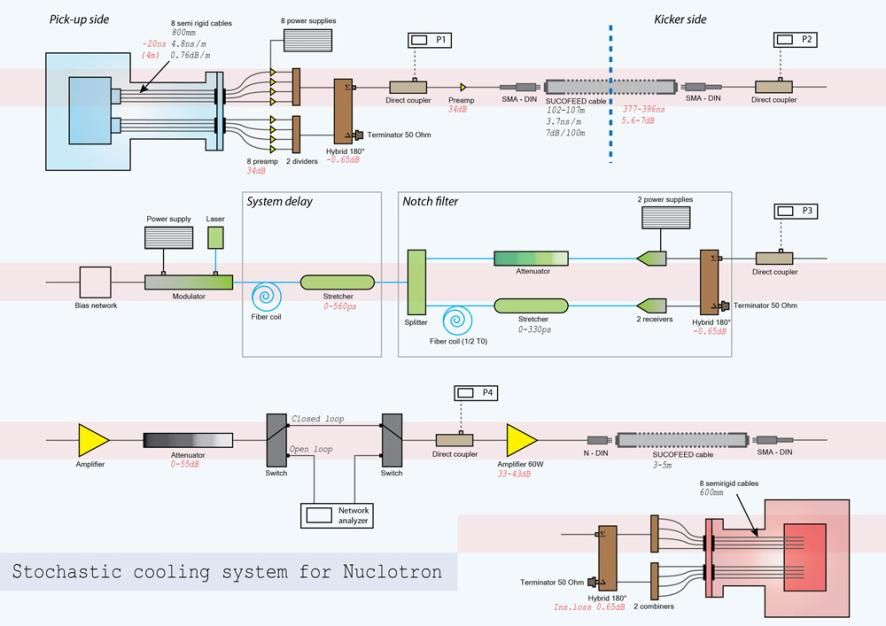 Pick-up side
8 semi rigid cables
800mm
~20ns 4.8ns/m
(4m) 0.76dB/m
8 power supplies
P1
Kicker side
P2
Σ
Direct coupler
Preamp
34dB
SMA - DIN
SUCOFEED cable
102-107m
3.7ns/m
7dB/100m
377-396ns
5.6-7dB
SMA - DIN
Direct coupler
Δ
Terminator 50 Ohm
Hybrid 180°
-0.65dB
8 preamp
34dB
2 dividers
System delay
Notch filter
2 power supplies
P3
Power supply
Laser
Σ
Attenuator
Direct coupler
Bias network
Modulator
Fiber coil
Stretcher
0-560ps
Splitter
Fiber coil (1/2 T0)
Stretcher
0-330ps
2 receivers
Δ
Terminator 50 Ohm
Hybrid 180°
-0.65dB
P4
Closed loop
Open loop
Amplifier
Attenuator
0-55dB
Switch
Switch
Direct coupler
Amplifier 60W
33-43dB
N - DIN
SUCOFEED cable
3-5m
SMA - DIN
Network
analyzer
8 semirigid cables
600mm
Σ
Δ
Terminator 50 Ohm
Hybrid 180°
Ins.loss 0.65dB
2 combiners
Stochastic cooling system for Nuclotron